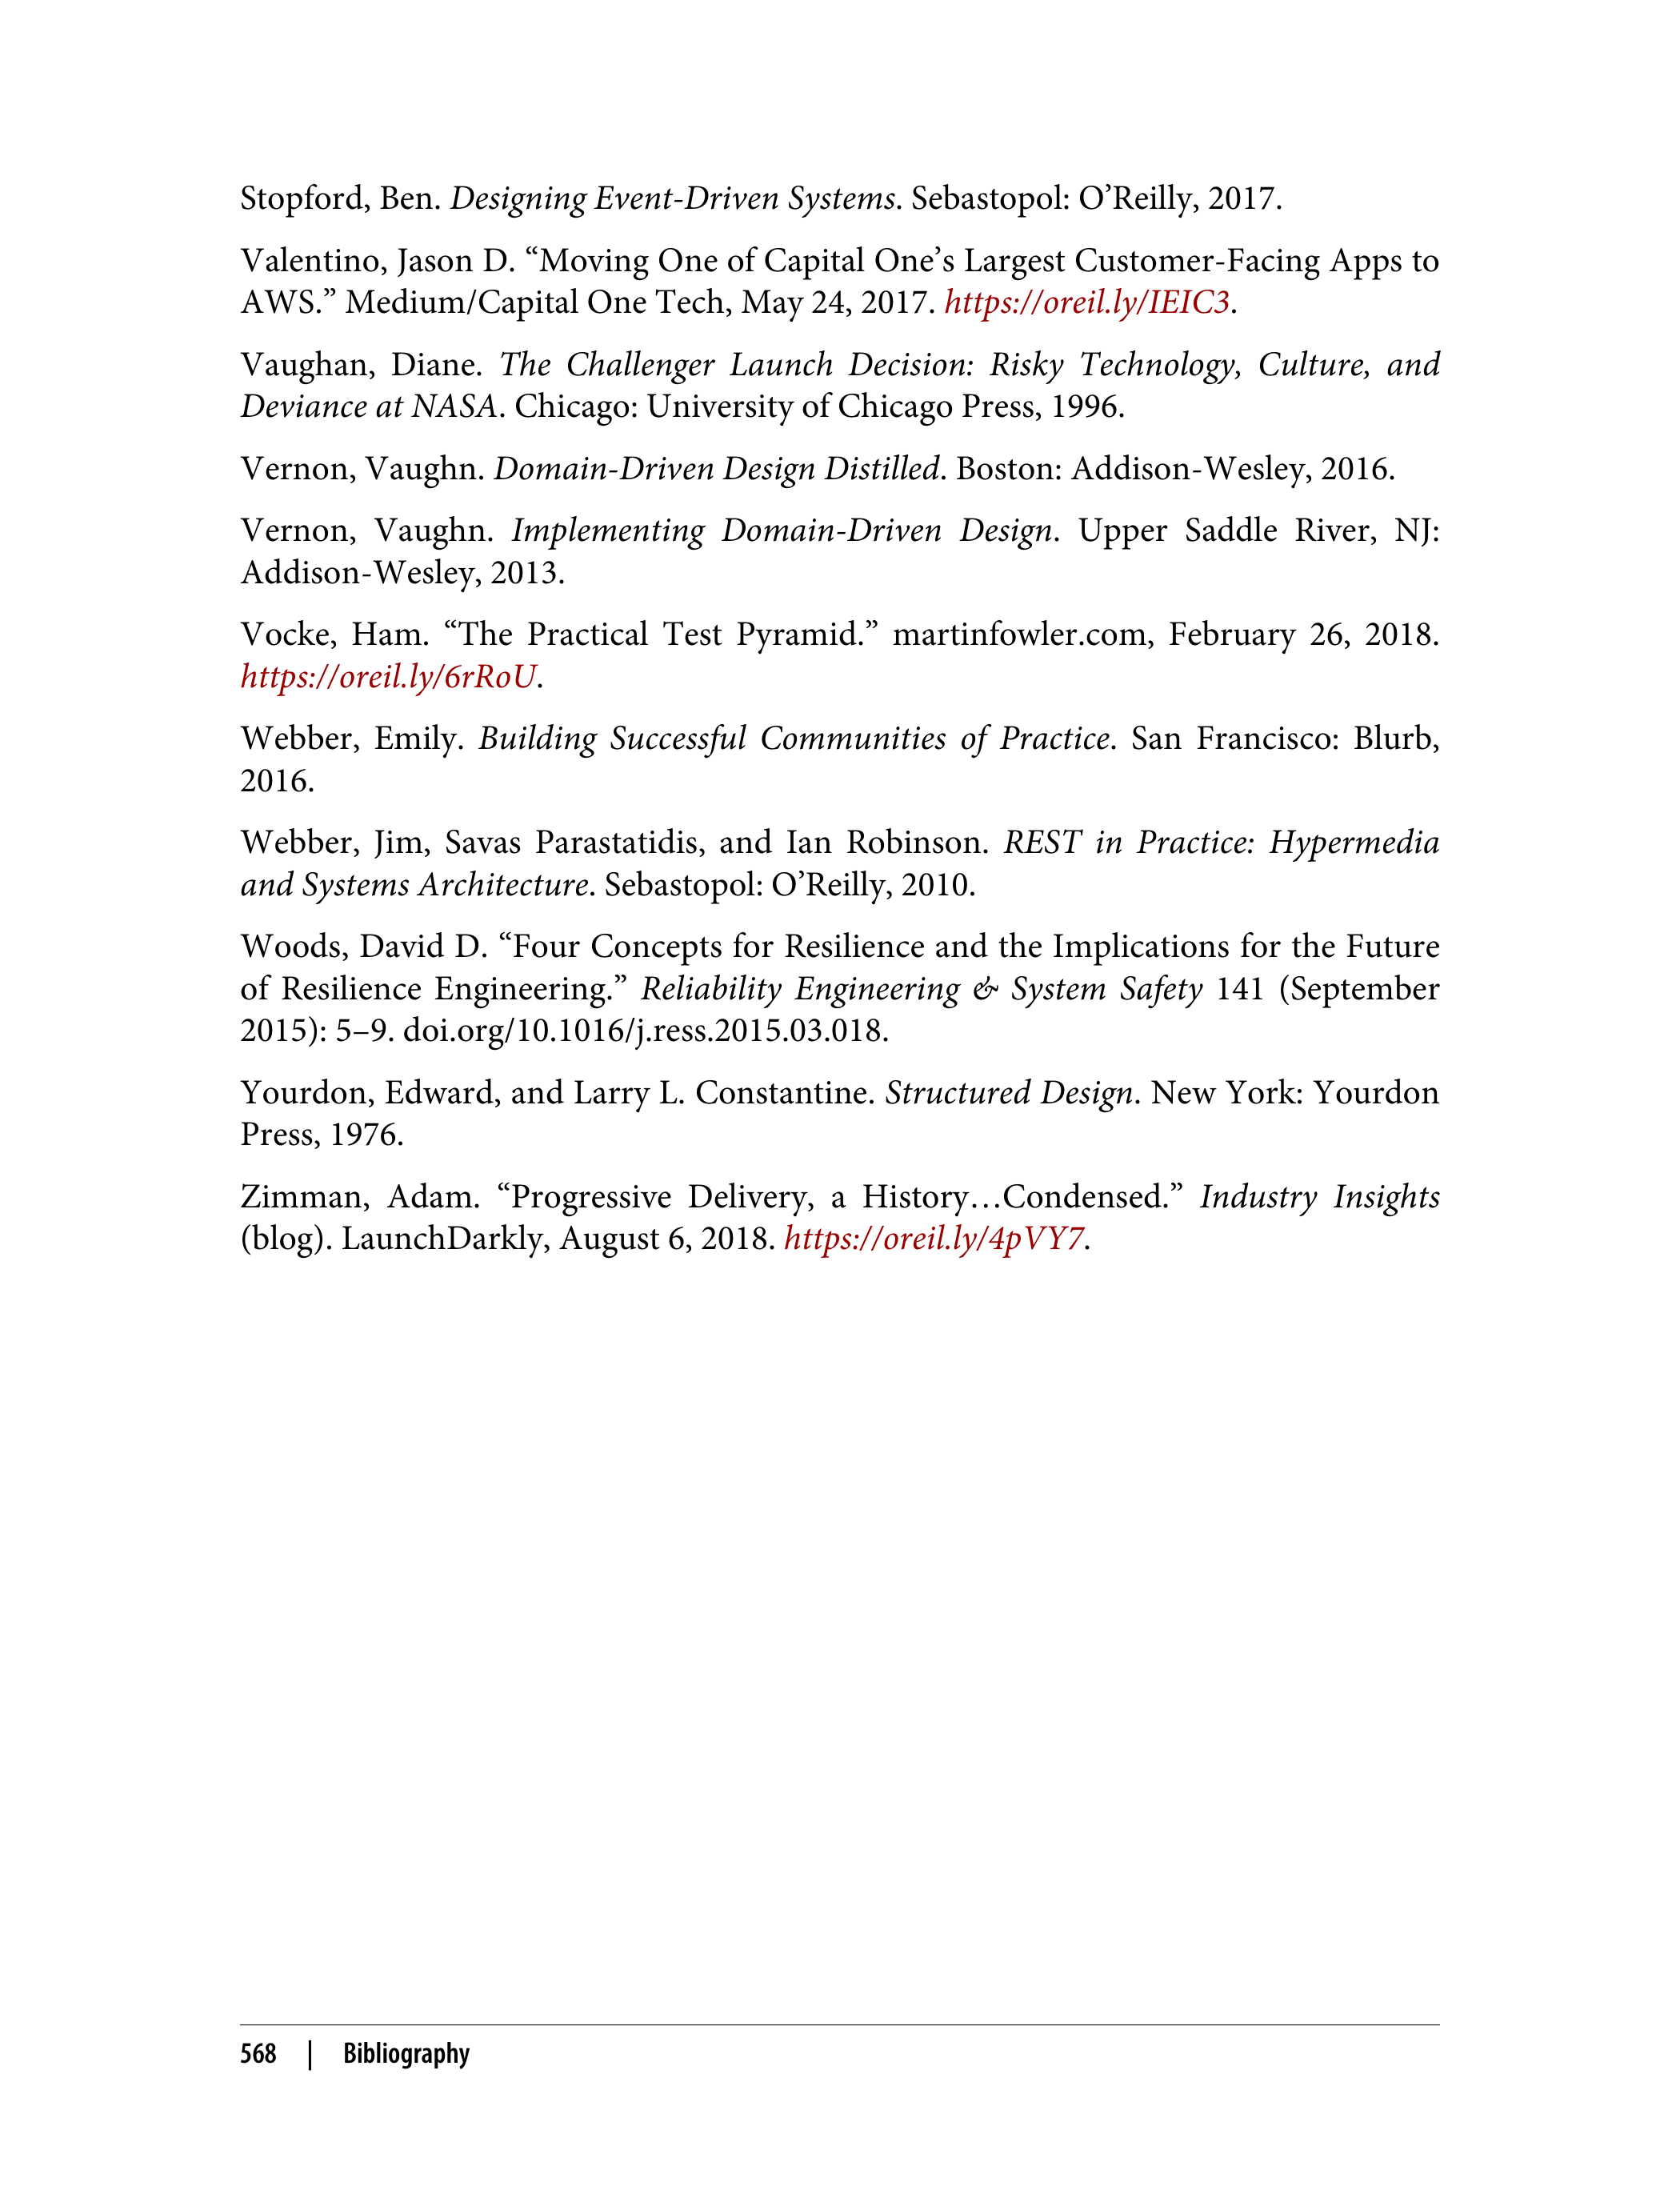 Stopford, Ben. Designing Event-Driven Systems. Sebastopol: O’Reilly, 2017.
Valentino, Jason D. “Moving One of Capital One’s Largest Customer-Facing Apps to
AWS.” Medium/Capital One Tech, May 24, 2017. https://oreil.ly/IEIC3.
Vaughan, Diane. The Challenger Launch Decision: Risky Technology, Culture, and
Deviance at NASA. Chicago: University of Chicago Press, 1996.
Vernon, Vaughn. Domain-Driven Design Distilled. Boston: Addison-Wesley, 2016.
Vernon, Vaughn. Implementing Domain-Driven Design. Upper Saddle River, NJ:
Addison-Wesley, 2013.
Vocke, Ham. “The Practical Test Pyramid.” martinfowler.com, February 26, 2018.
https://oreil.ly/6rRoU.
Webber, Emily. Building Successful Communities of Practice. San Francisco: Blurb,
2016.
Webber, Jim, Savas Parastatidis, and Ian Robinson. REST in Practice: Hypermedia
and Systems Architecture. Sebastopol: O’Reilly, 2010.
Woods, David D. “Four Concepts for Resilience and the Implications for the Future
of Resilience Engineering.” Reliability Engineering & System Safety 141 (September
2015): 5–9. doi.org/10.1016/j.ress.2015.03.018.
Yourdon, Edward, and Larry L. Constantine. Structured Design. New York: Yourdon
Press, 1976.
Zimman, Adam. “Progressive Delivery, a History…Condensed.” Industry Insights
(blog). LaunchDarkly, August 6, 2018. https://oreil.ly/4pVY7.
568 | Bibliography